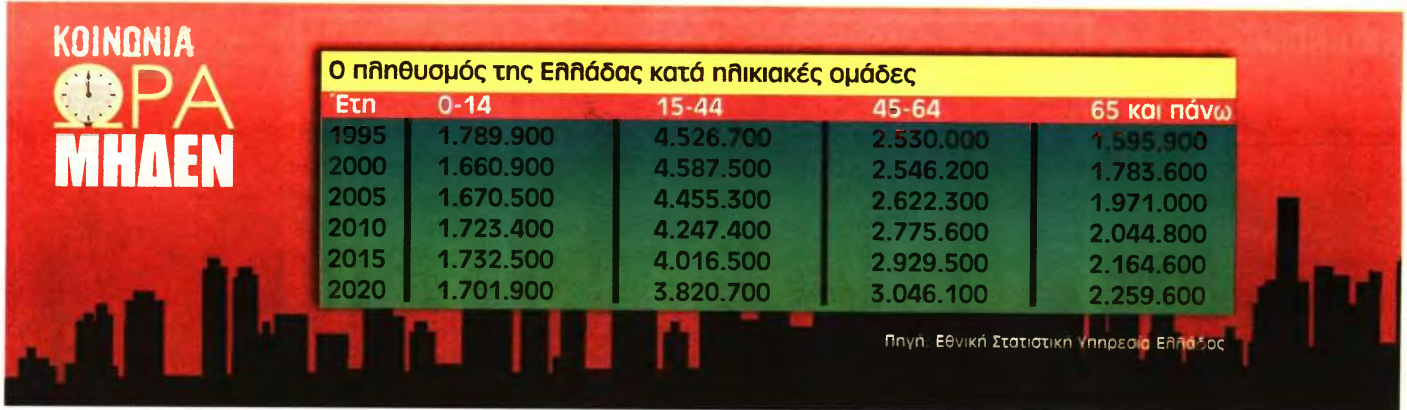 ΚΟΙΝΩΝΙΑ
ΩΡΑ
ΜΗΔΕΝ
Ο πληθυσμός της Ελλάδας κατά ηλικιακές ομάδες
Έτη 0-14 15-44 45-64 65 και πάνω
1995 1.789.900 4.526.700 2.530.000 1.595.900
2000 1.660.900 4.587.500 2.546.200 1.783.600
2005 1.670.500 4.455.300 2.622.300 1.971.000
2010 1.723.400 4.247.400 2.775.600 2.044.800
2015 1.732.500 4.016.500 2.929.500 2.164.600
2020 1.701.900 3.820.700 3.046.100 2.259.600
Πηγή: Εθνική Στατιστική Υπηρεσία Ελλάδος